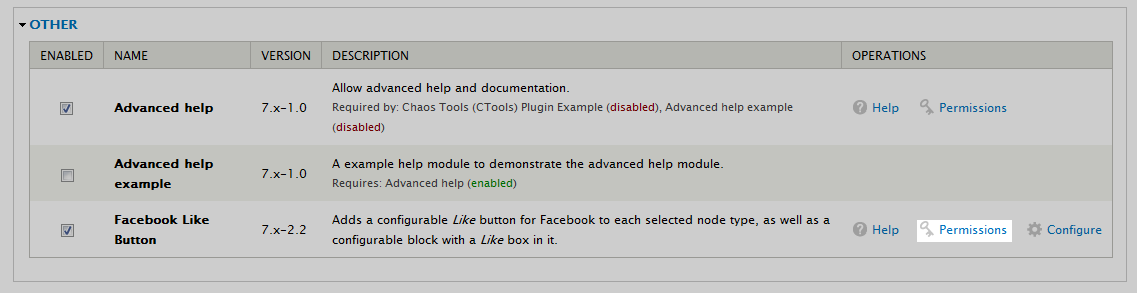 OTHER
ENABLED NAME VERSION DESCRIPTION OPERATIONS
Allow advanced help and documentation.
Advanced help 7.x-1.0 Required by: Chaos Tools (CTools) Plugin Example (disabled), Advanced help example Help Permissions
(disabled)
Advanced help A example help module to demonstrate the advanced help module.
example 7.x-1.0 Requires: Advanced help (enabled)
Facebook Like Adds a configurable Like button for Facebook to each selected node type, as well as a
Button 7.x-2.2 configurable block with a Like box in it. Help Permissions Configure